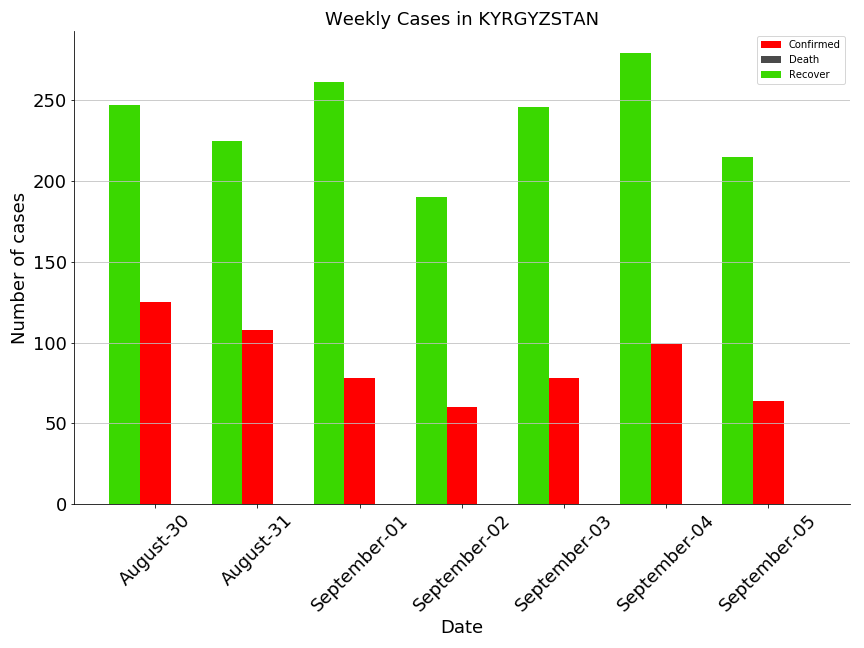 Weekly Cases in KYRGYZSTAN
Confirmed
Death
Recover
Number of cases
250
200
150
100
50
0
August-30
August-31
September-01
September-02
September-03
September-04
September-05
Date